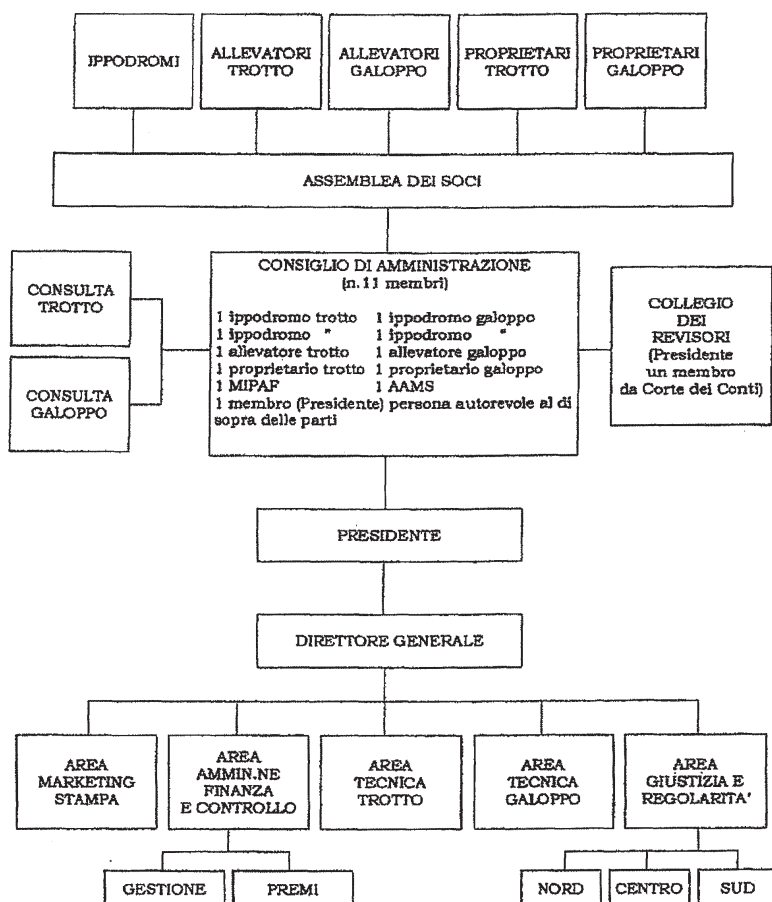 IPPODROMI
ALLEVATORI
TROTTO
ALLEVATORI
GALOPPO
PROPRIETARI
TROTTO
PROPRIETARI
GALOPPO
ASSEMBLEA DEI SOCI
CONSULTA
TROTTO
CONSULTA
GALOPPO
CONSIGLIO DI AMMINISTRAZIONE
(n.11 membri)
1 ippodromo trotto 1 ippodromo galoppo
1 ippodromo " 1 ippodromo "
1 allevatore trotto 1 allevatore galoppo
1 proprietario trotto 1 proprietario galoppo
1 MIPAF 1 AAMS
1 membro (Presidente) persona autorevole al di
sopra delle parti
COLLEGIO
DEI
REVISORI
(Presidente
un membro
da Corte dei Conti)
PRESIDENTE
DIRETTORE GENERALE
AREA
MARKETING
STAMPA
AREA
AMMIN.NE
FINANZA
E CONTROLLO
AREA
TECNICA
TROTTO
AREA
TECNICA
GALOPPO
AREA
GIUSTIZIA E
REGOLARITA'
GESTIONE
PREMI
NORD
CENTRO
SUD